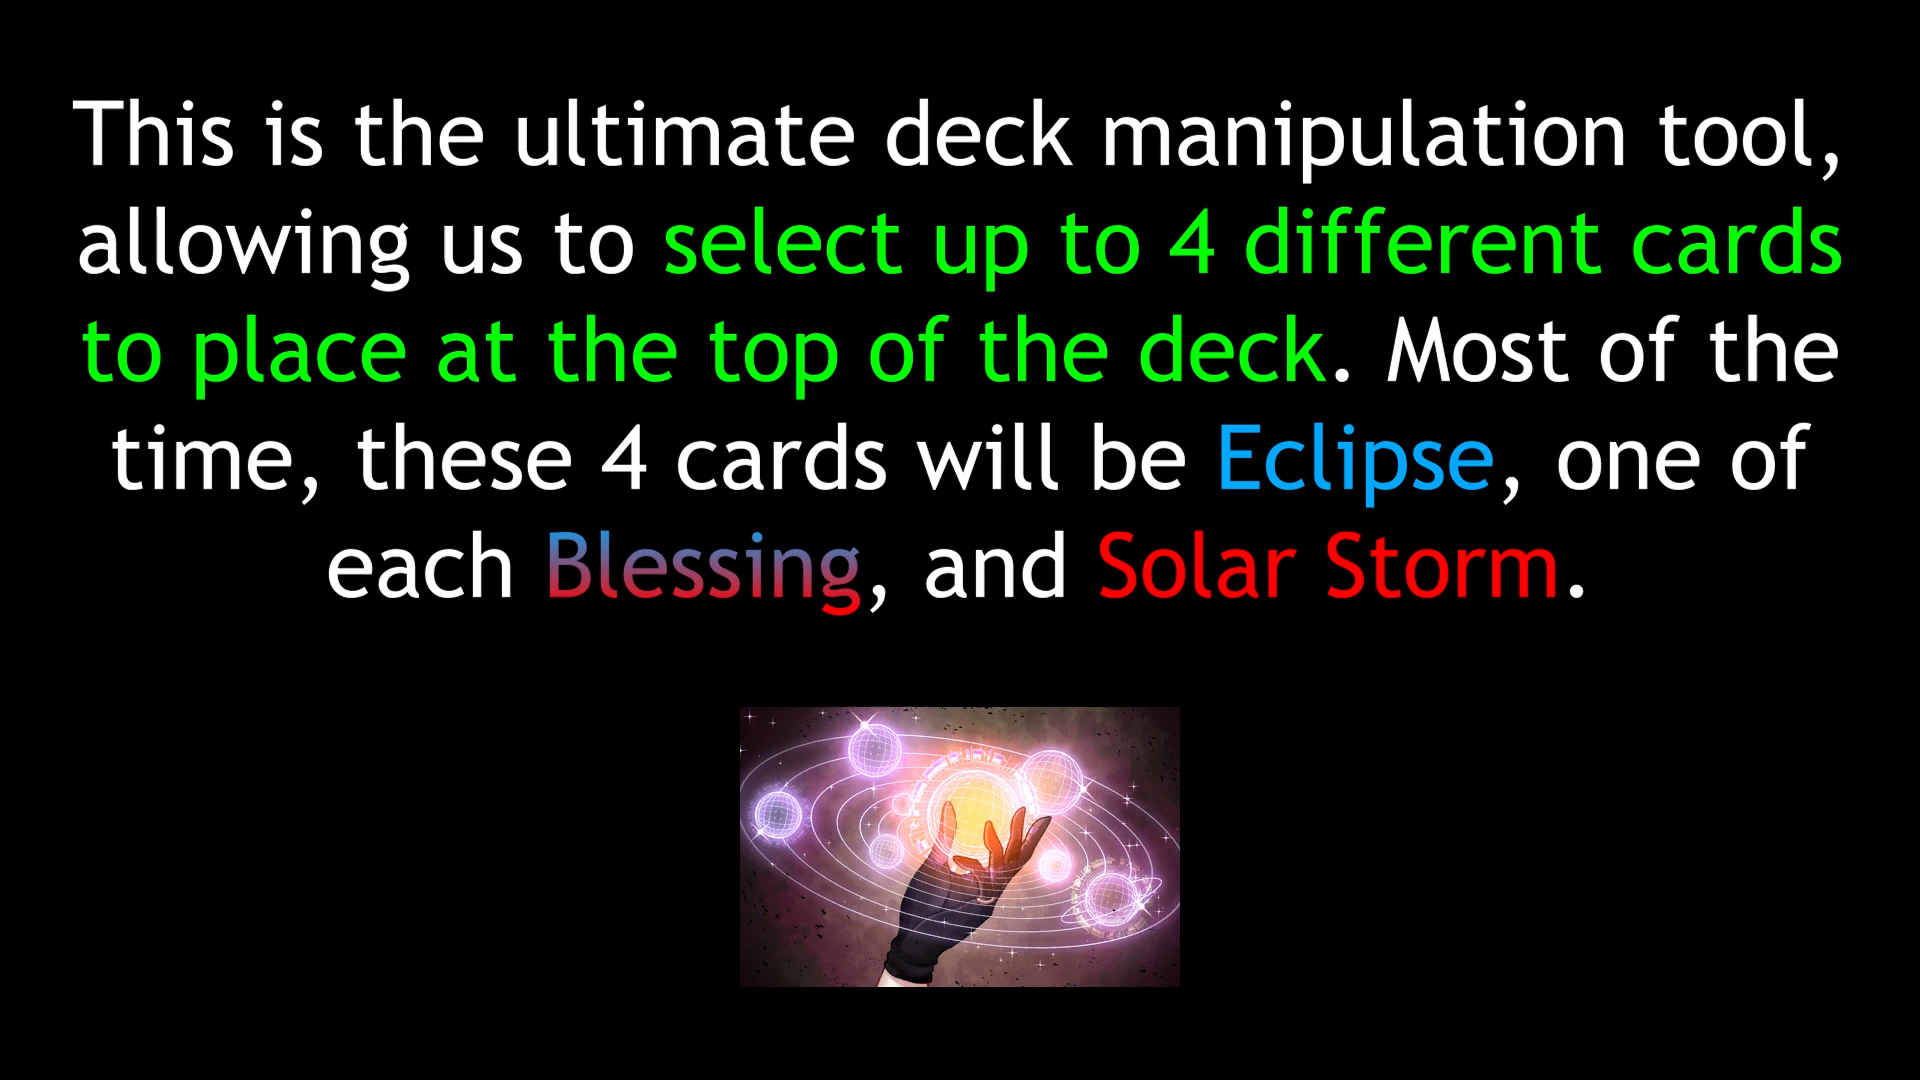 This is the ultimate deck manipulation tool,
allowing us to select up to 4 different cards
to place at the top of the deck. Most of the
time, these 4 cards will be Eclipse, one of
each Blessing, and Solar Storm.